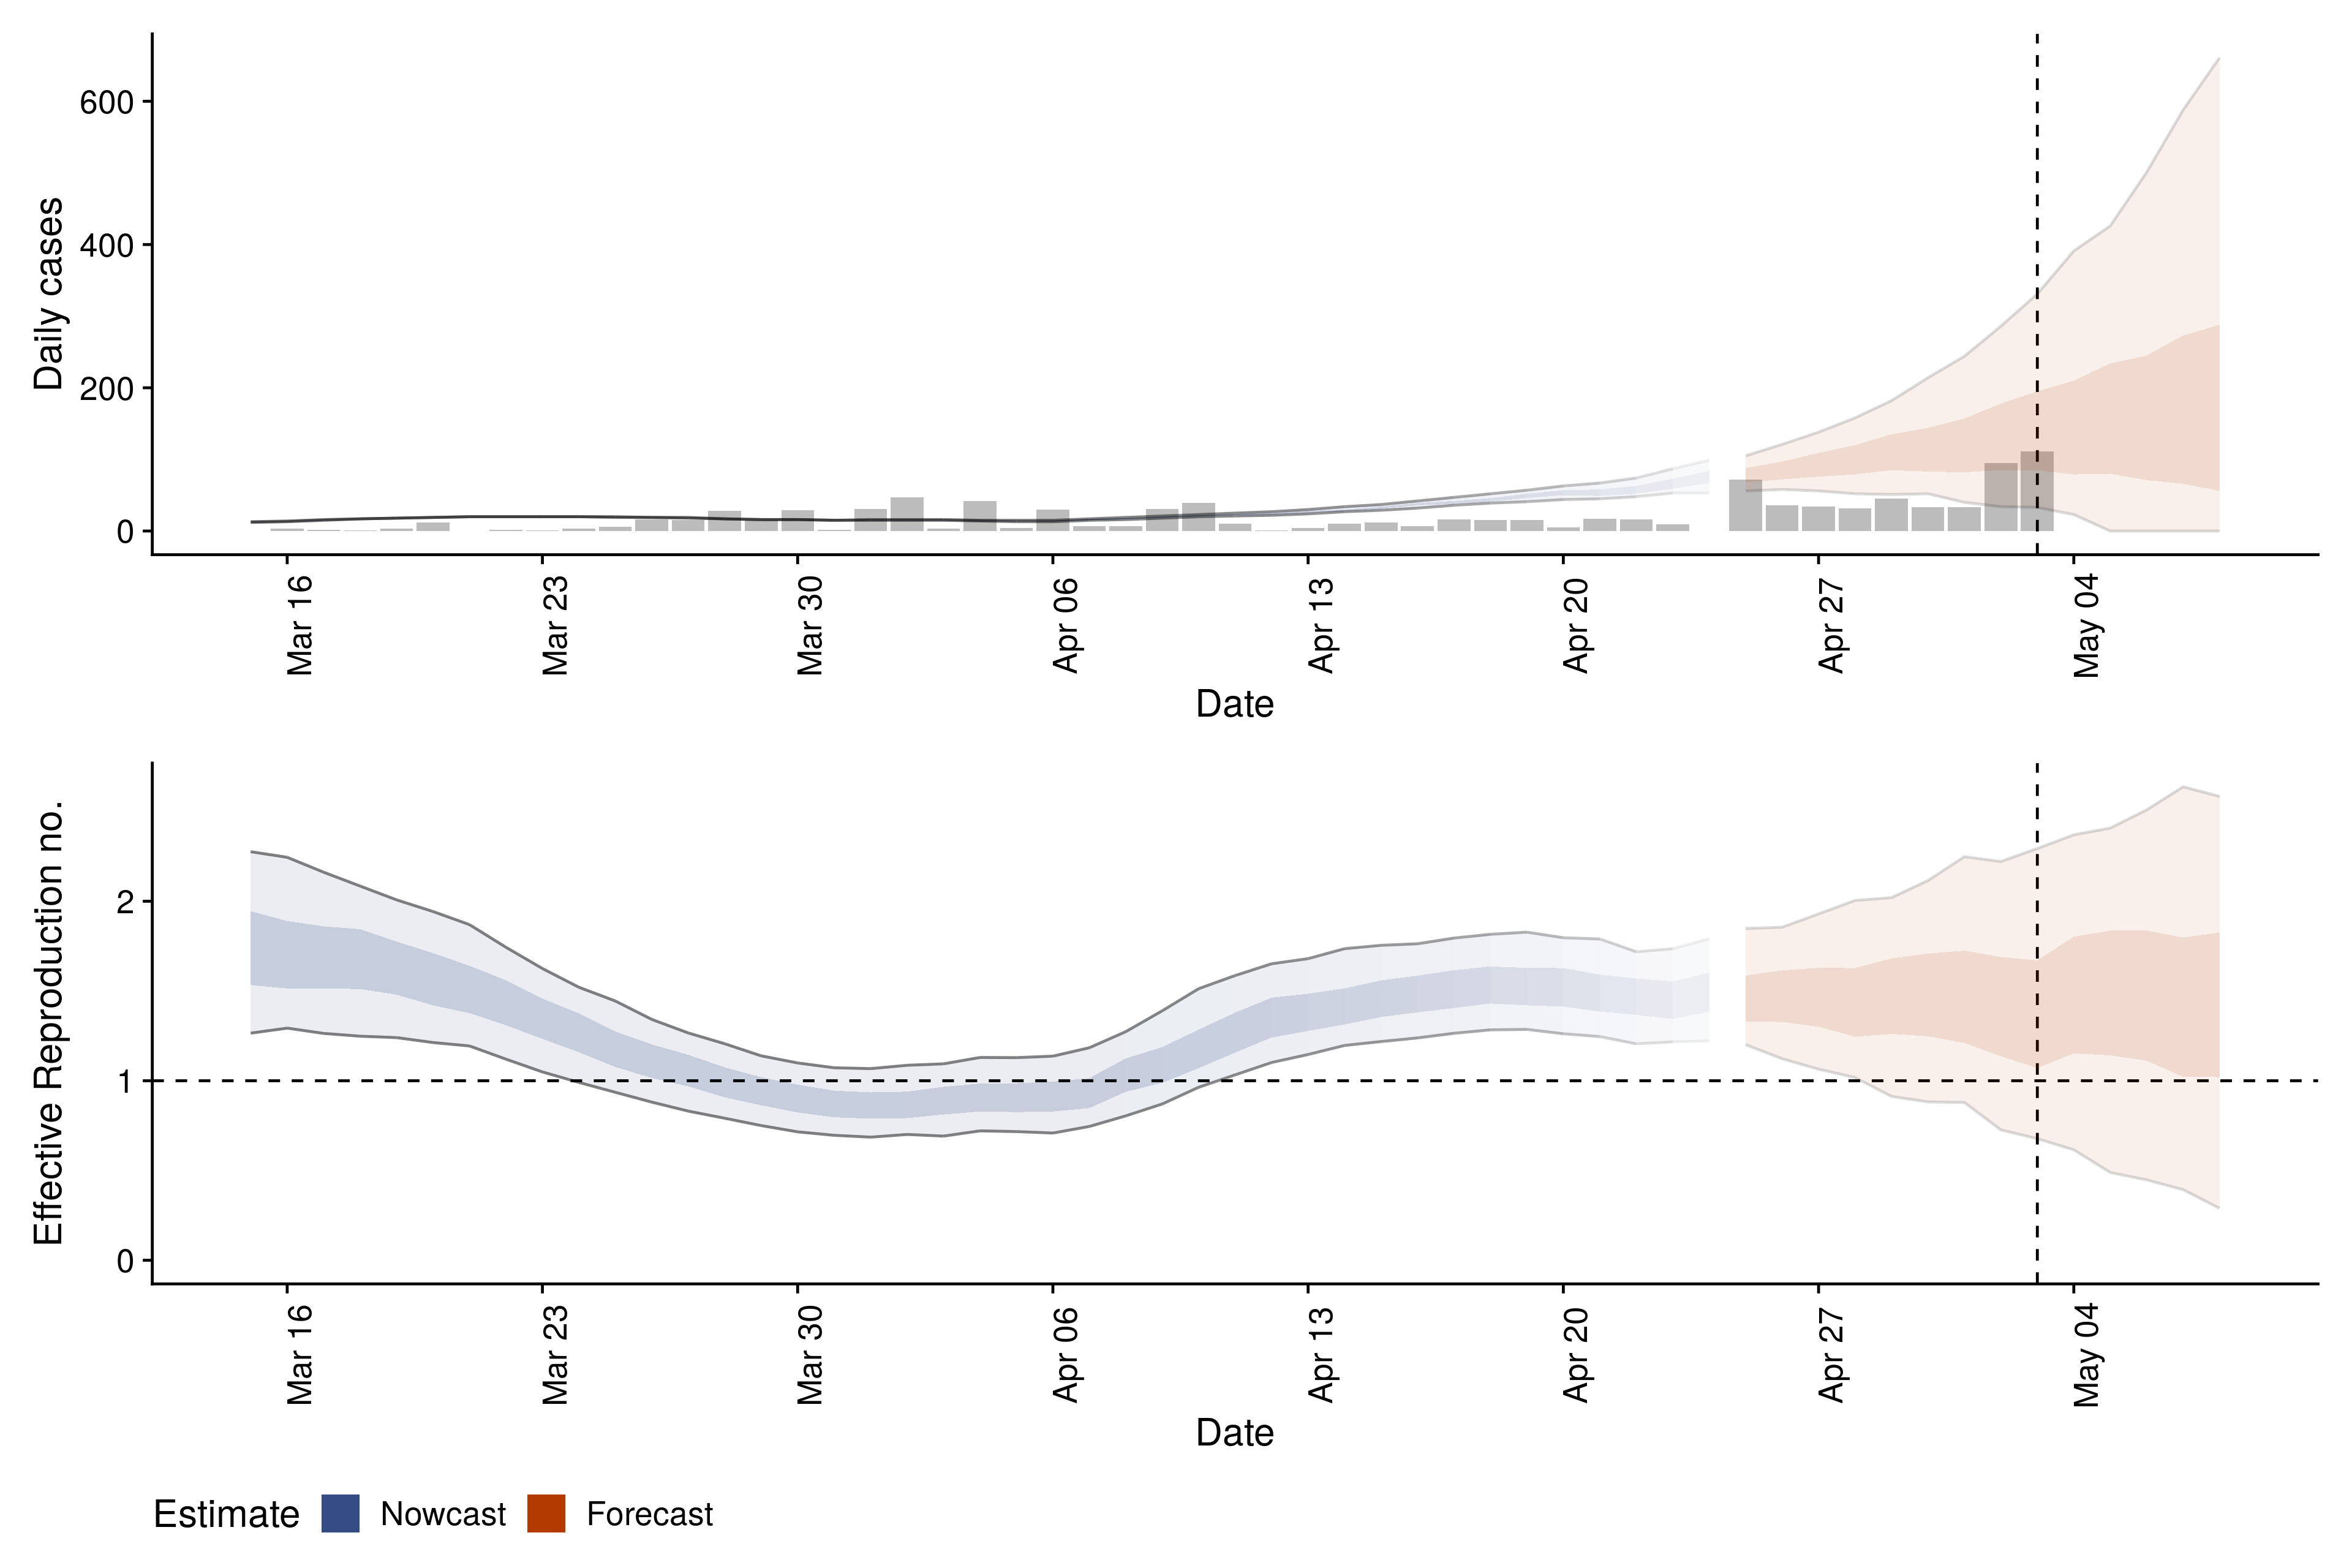 Daily cases
600
400
200
0
Mar 16
Mar 23
Mar 30
Apr 06
Apr 13
Apr 20
Apr 27
May 04
Date
Effective Reproduction no.
2
1
0
Mar 16
Mar 23
Mar 30
Apr 06
Apr 13
Apr 20
Apr 27
May 04
Date
Estimate Nowcast Forecast